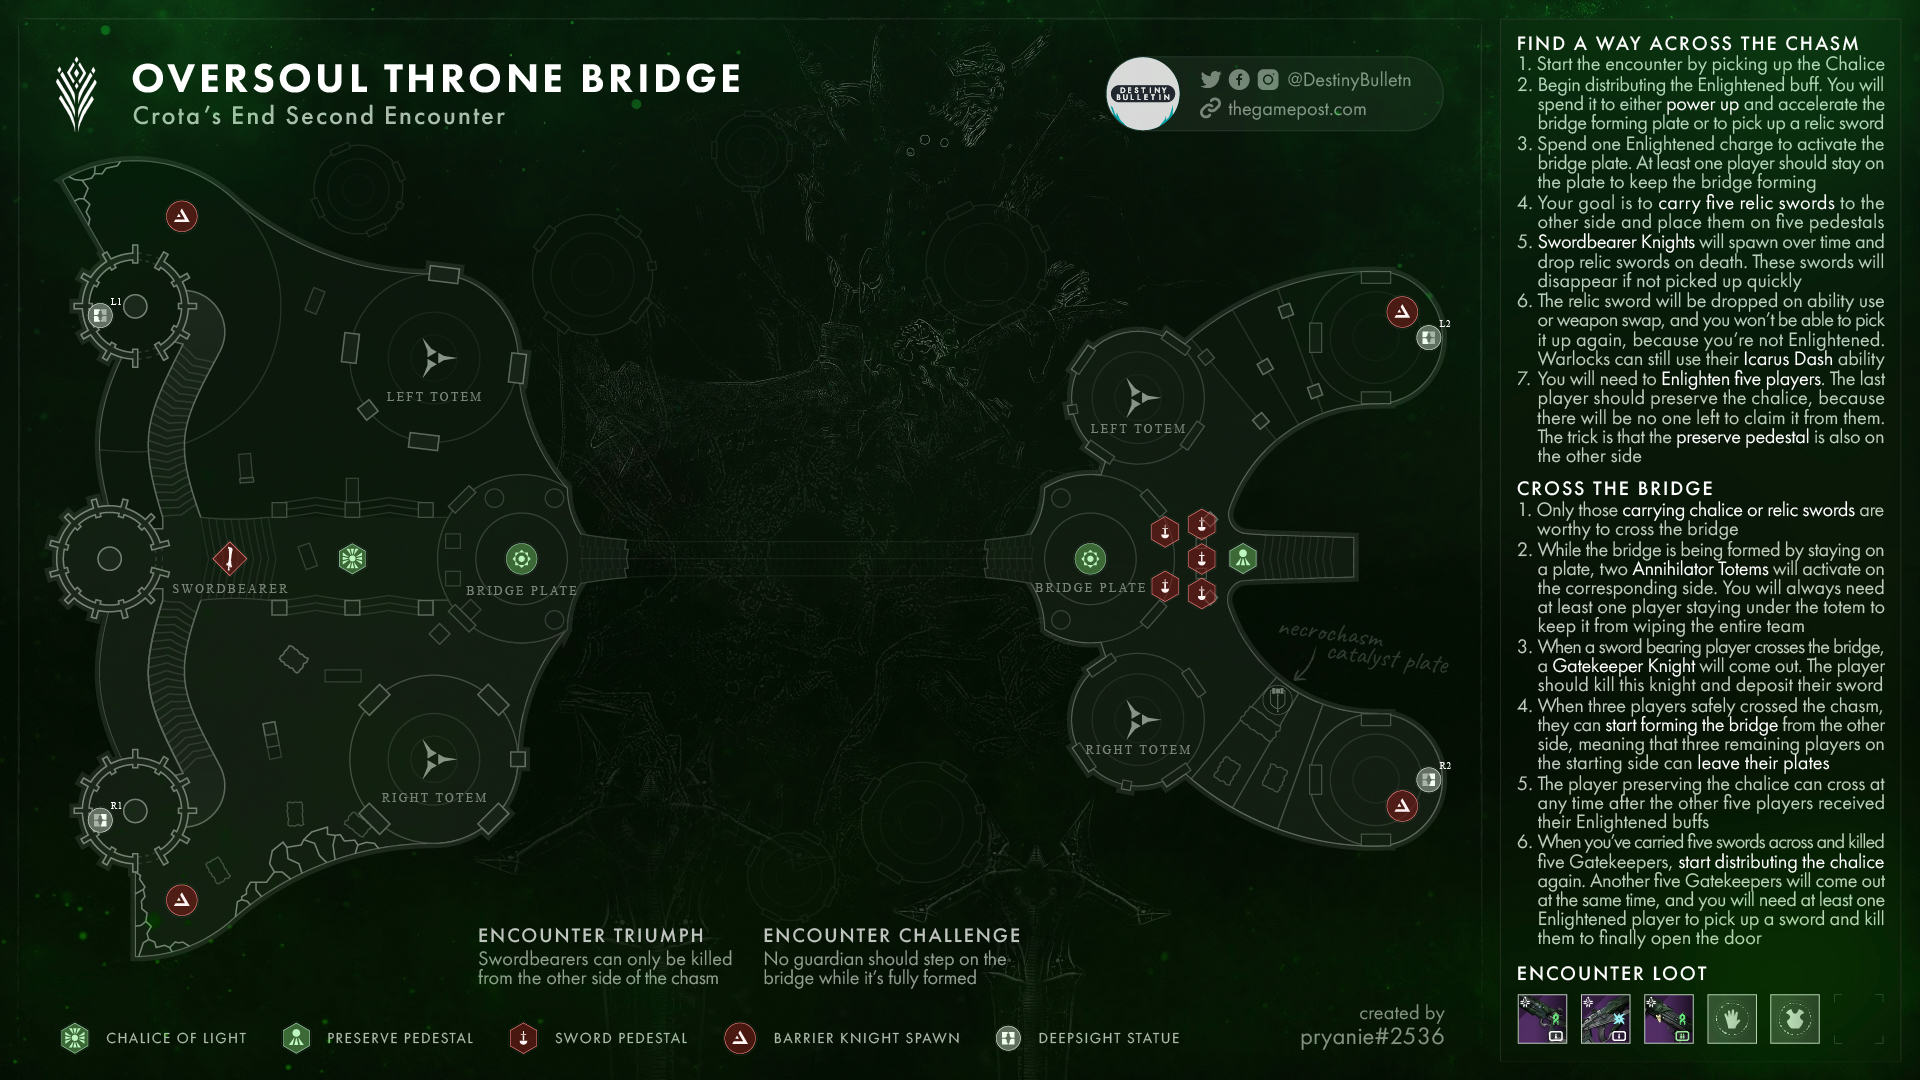 OVERSOUL THRONE BRIDGE
Crota's End Second Encounter
DESTINY
BULLETIN
@DestinyBulletn
thegamepost.com
L1
LEFT TOTEM
SWORDBEARER
BRIDGE PLATE
RIGHT TOTEM
R1
L2
LEFT TOTEM
BRIDGE PLATE
necrochasm
catalyst plate
RIGHT TOTEM
R2
ENCOUNTER TRIUMPH
Swordbearers can only be killed
from the other side of the chasm
ENCOUNTER CHALLENGE
No guardian should step on the
bridge while it's fully formed
CHALICE OF LIGHT
PRESERVE PEDESTAL
SWORD PEDESTAL
BARRIER KNIGHT SPAWN
DEEPSIGHT STATUE
created by
pryanie#2536
FIND A WAY ACROSS THE CHASM
1. Start the encounter by picking up the Chalice
2. Begin distributing the Enlightened buff. You will
spend it to either power up and accelerate the
bridge forming plate or to pick up a relic sword
3. Spend one Enlightened charge to activate the
bridge plate. At least one player should stay on
the plate to keep the bridge forming
4. Your goal is to carry five relic swords to the
other side and place them on five pedestals
5. Swordbearer Knights will spawn over time and
drop relic swords on death. These swords will
disappear if not picked up quickly
6. The relic sword will be dropped on ability use
or weapon swap, and you won't be able to pick
it up again, because you're not Enlightened.
Warlocks can still use their Icarus Dash ability
7. You will need to Enlighten five players. The last
player should preserve the chalice, because
there will be no one left to claim it from them.
The trick is that the preserve pedestal is also on
the other side
CROSS THE BRIDGE
1. Only those carrying chalice or relic swords are
worthy to cross the bridge
2. While the bridge is being formed by staying on
a plate, two Annihilator Totems will activate on
the corresponding side. You will always need
at least one player staying under the totem to
keep it from wiping the entire team
3. When a sword bearing player crosses the bridge,
a Gatekeeper Knight will come out. The player
should kill this knight and deposit their sword
4. When three players safely crossed the chasm,
they can start forming the bridge from the other
side, meaning that three remaining players on
the starting side can leave their plates
5. The player preserving the chalice can cross at
any time after the other five players received
their Enlightened buffs
6. When you've carried five swords across and killed
five Gatekeepers, start distributing the chalice
again. Another five Gatekeepers will come out
at the same time, and you will need at least one
Enlightened player to pick up a sword and kill
them to finally open the door
ENCOUNTER LOOT